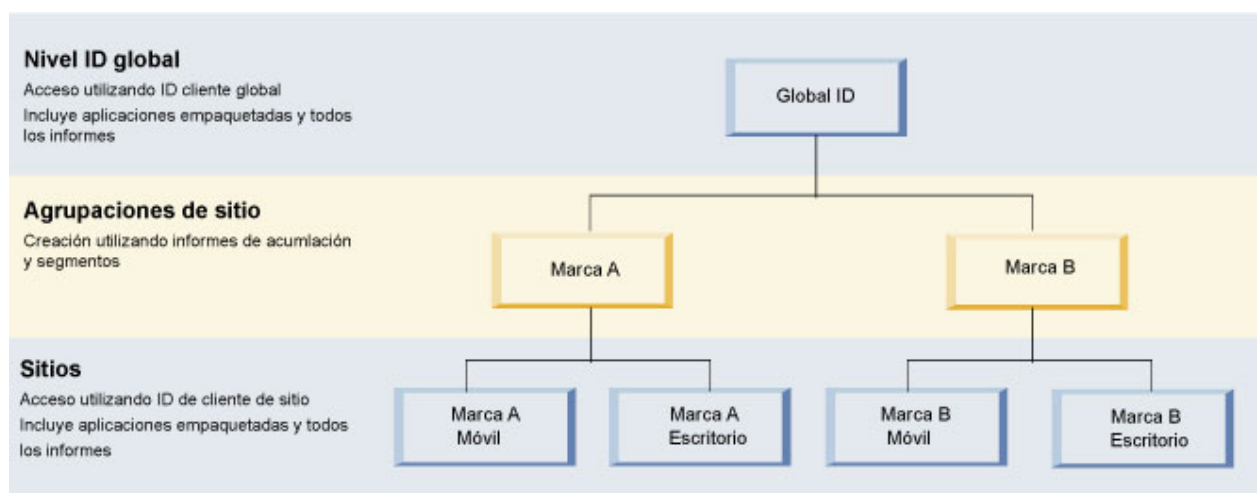 Nivel ID global
Acceso utilizando ID cliente global
Incluye aplicaciones empaquetadas y todos
los informes
Global ID
Agrupaciones de sitio
Creación utilizando informes de acumlación
y segmentos
Marca A
Marca B
Sitios
Acceso utilizando ID de cliente de sitio
Incluye aplicaciones empaquetadas y todos
los informes
Marca A
Móvil
Marca A
Escritorio
Marca B
Móvil
Marca B
Escritorio